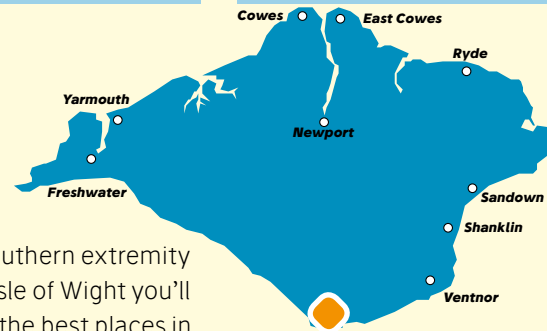 Cowes
East Cowes
Ryde
Yarmouth
Newport
Freshwater
Sandown
Shanklin
uthern extremity
sle of Wight you'll
Ventnor
the best places in